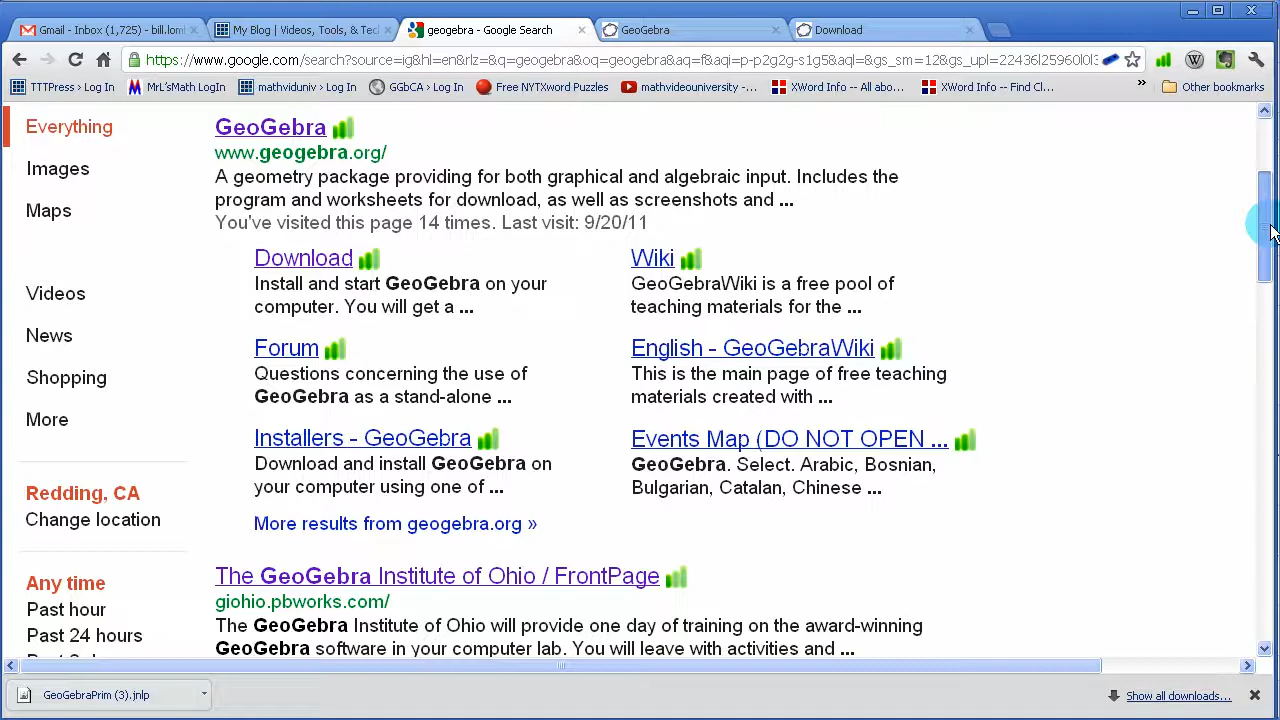 Gmail - Inbox (1,725) - bill.lom
My Blog | Videos, Tools, & Tec
geogebra - Google Search
GeoGebra
Download
https://www.google.com/search?source=ig&hl=en&rlz=&q=geogebra&oq=geogebra&aq=f&aqi=p-p2g2s-s1g5&aql=&gs_sm=12&gs_upl=22436l25960l0l3
TTTPress > Log In
MrL'sMath LogIn
mathviduniv > Log In
GGbCA > Log In
Free NYTXword Puzzles
mathvideouniversity -...
XWord Info -- All abo...
XWord Info -- Find Cl...
»
Other bookmarks
Everything
Images
Maps
Videos
News
Shopping
More
Redding, CA
Change location
Any time
Past hour
Past 24 hours
GeoGebra
www.geogebra.org/
A geometry package providing for both graphical and algebraic input. Includes the
program and worksheets for download, as well as screenshots and ...
You've visited this page 14 times. Last visit: 9/20/11
Download
Install and start GeoGebra on your
computer. You will get a ...
Wiki
GeoGebraWiki is a free pool of
teaching materials for the ...
Forum
Questions concerning the use of
GeoGebra as a stand-alone ...
English - GeoGebraWiki
This is the main page of free teaching
materials created with ...
Installers - GeoGebra
Download and install GeoGebra on
your computer using one of ...
Events Map (DO NOT OPEN ...
GeoGebra. Select. Arabic, Bosnian,
Bulgarian, Catalan, Chinese ...
More results from geogebra.org »
The GeoGebra Institute of Ohio / FrontPage
giohio.pbworks.com/
The GeoGebra Institute of Ohio will provide one day of training on the award-winning
GeoGebra software in your computer lab. You will leave with activities and ...
GeoGebraPrim (3).jnlp
Show all downloads...